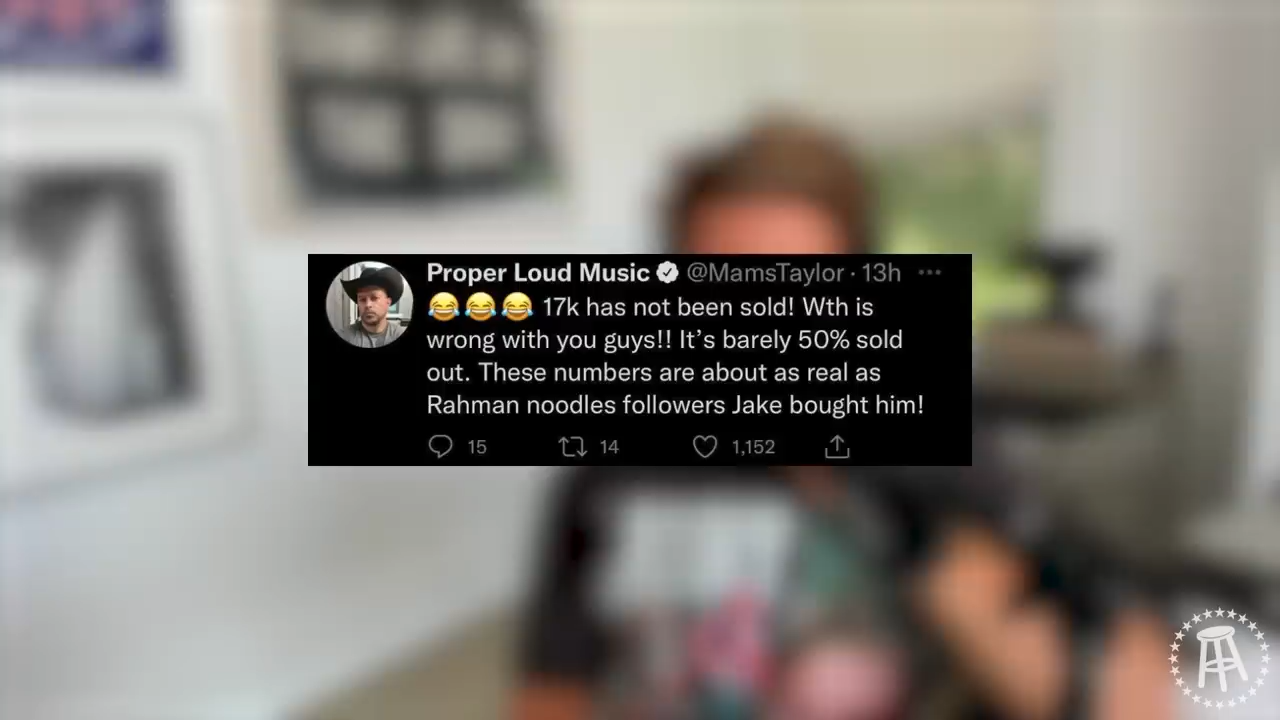 Proper Loud Music @MamsTaylor · 13h
😂😂😂 17k has not been sold! Wth is
wrong with you guys!! It’s barely 50% sold
out. These numbers are about as real as
Rahman noodles followers Jake bought him!
15 14 1,152